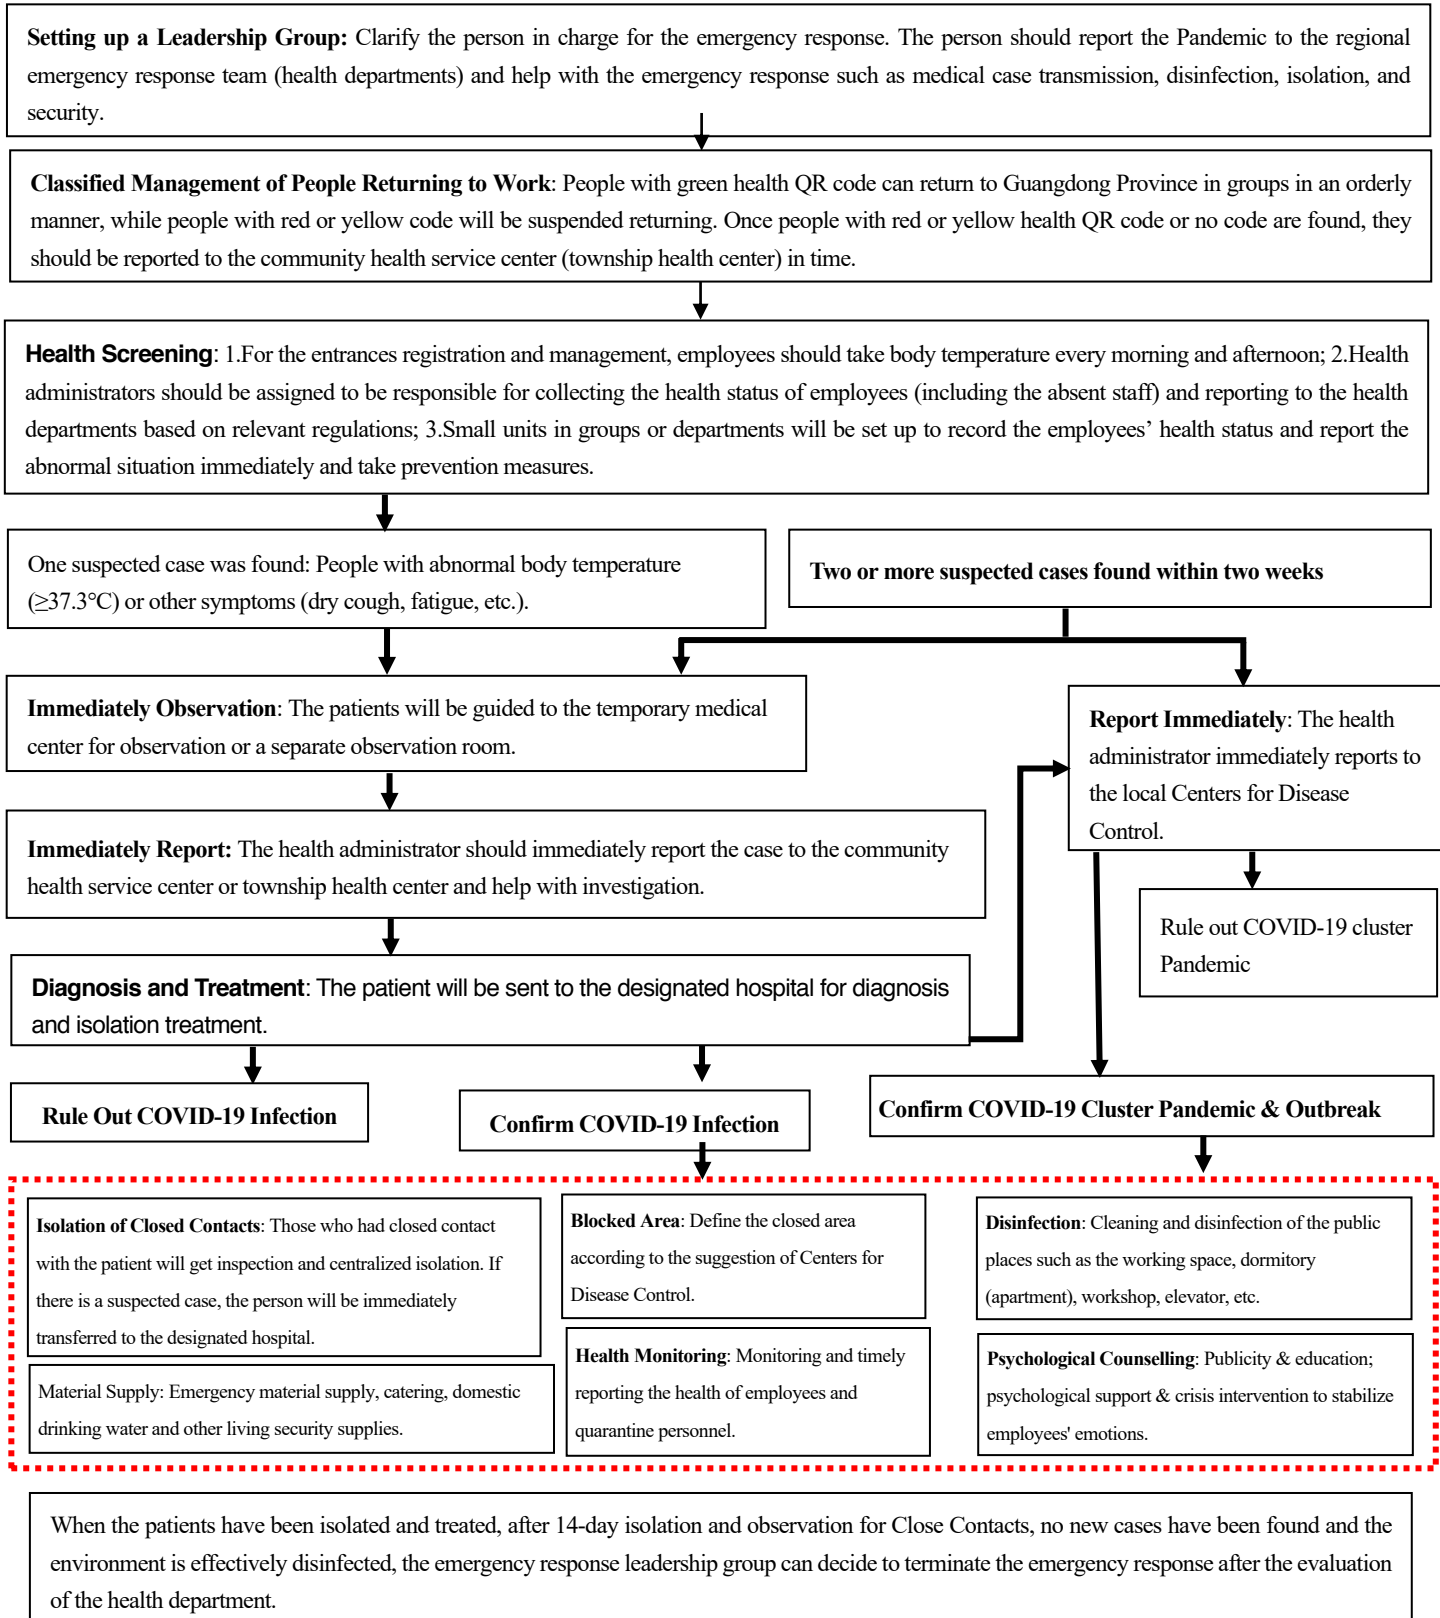 Setting up a Leadership Group: Clarify the person in charge for the emergency response. The person should report the Pandemic to the regional
emergency response team (health departments) and help with the emergency response such as medical case transmission, disinfection, isolation, and
security.
Classified Management of People Returning to Work: People with green health QR code can return to Guangdong Province in groups in an orderly
manner, while people with red or yellow code will be suspended returning. Once people with red or yellow health QR code or no code are found, they
should be reported to the community health service center (township health center) in time.
Health Screening: 1.For the entrances registration and management, employees should take body temperature every morning and afternoon; 2.Health
administrators should be assigned to be responsible for collecting the health status of employees (including the absent staff) and reporting to the health
departments based on relevant regulations; 3.Small units in groups or departments will be set up to record the employees’ health status and report the
abnormal situation immediately and take prevention measures.
One suspected case was found: People with abnormal body temperature
(≥37.3°C) or other symptoms (dry cough, fatigue, etc.).
Two or more suspected cases found within two weeks
Immediately Observation: The patients will be guided to the temporary medical
center for observation or a separate observation room.
Report Immediately: The health
administrator immediately reports to
the local Centers for Disease
Control.
Immediately Report: The health administrator should immediately report the case to the community
health service center or township health center and help with investigation.
Rule out COVID-19 cluster
Pandemic
Diagnosis and Treatment: The patient will be sent to the designated hospital for diagnosis
and isolation treatment.
Rule Out COVID-19 Infection
Confirm COVID-19 Infection
Confirm COVID-19 Cluster Pandemic & Outbreak
Isolation of Closed Contacts: Those who had closed contact
with the patient will get inspection and centralized isolation. If
there is a suspected case, the person will be immediately
transferred to the designated hospital.
Blocked Area: Define the closed area
according to the suggestion of Centers for
Disease Control.
Disinfection: Cleaning and disinfection of the public
places such as the working space, dormitory
(apartment), workshop, elevator, etc.
Material Supply: Emergency material supply, catering, domestic
drinking water and other living security supplies.
Health Monitoring: Monitoring and timely
reporting the health of employees and
quarantine personnel.
Psychological Counselling: Publicity & education;
psychological support & crisis intervention to stabilize
employees' emotions.
When the patients have been isolated and treated, after 14-day isolation and observation for Close Contacts, no new cases have been found and the
environment is effectively disinfected, the emergency response leadership group can decide to terminate the emergency response after the evaluation
of the health department.